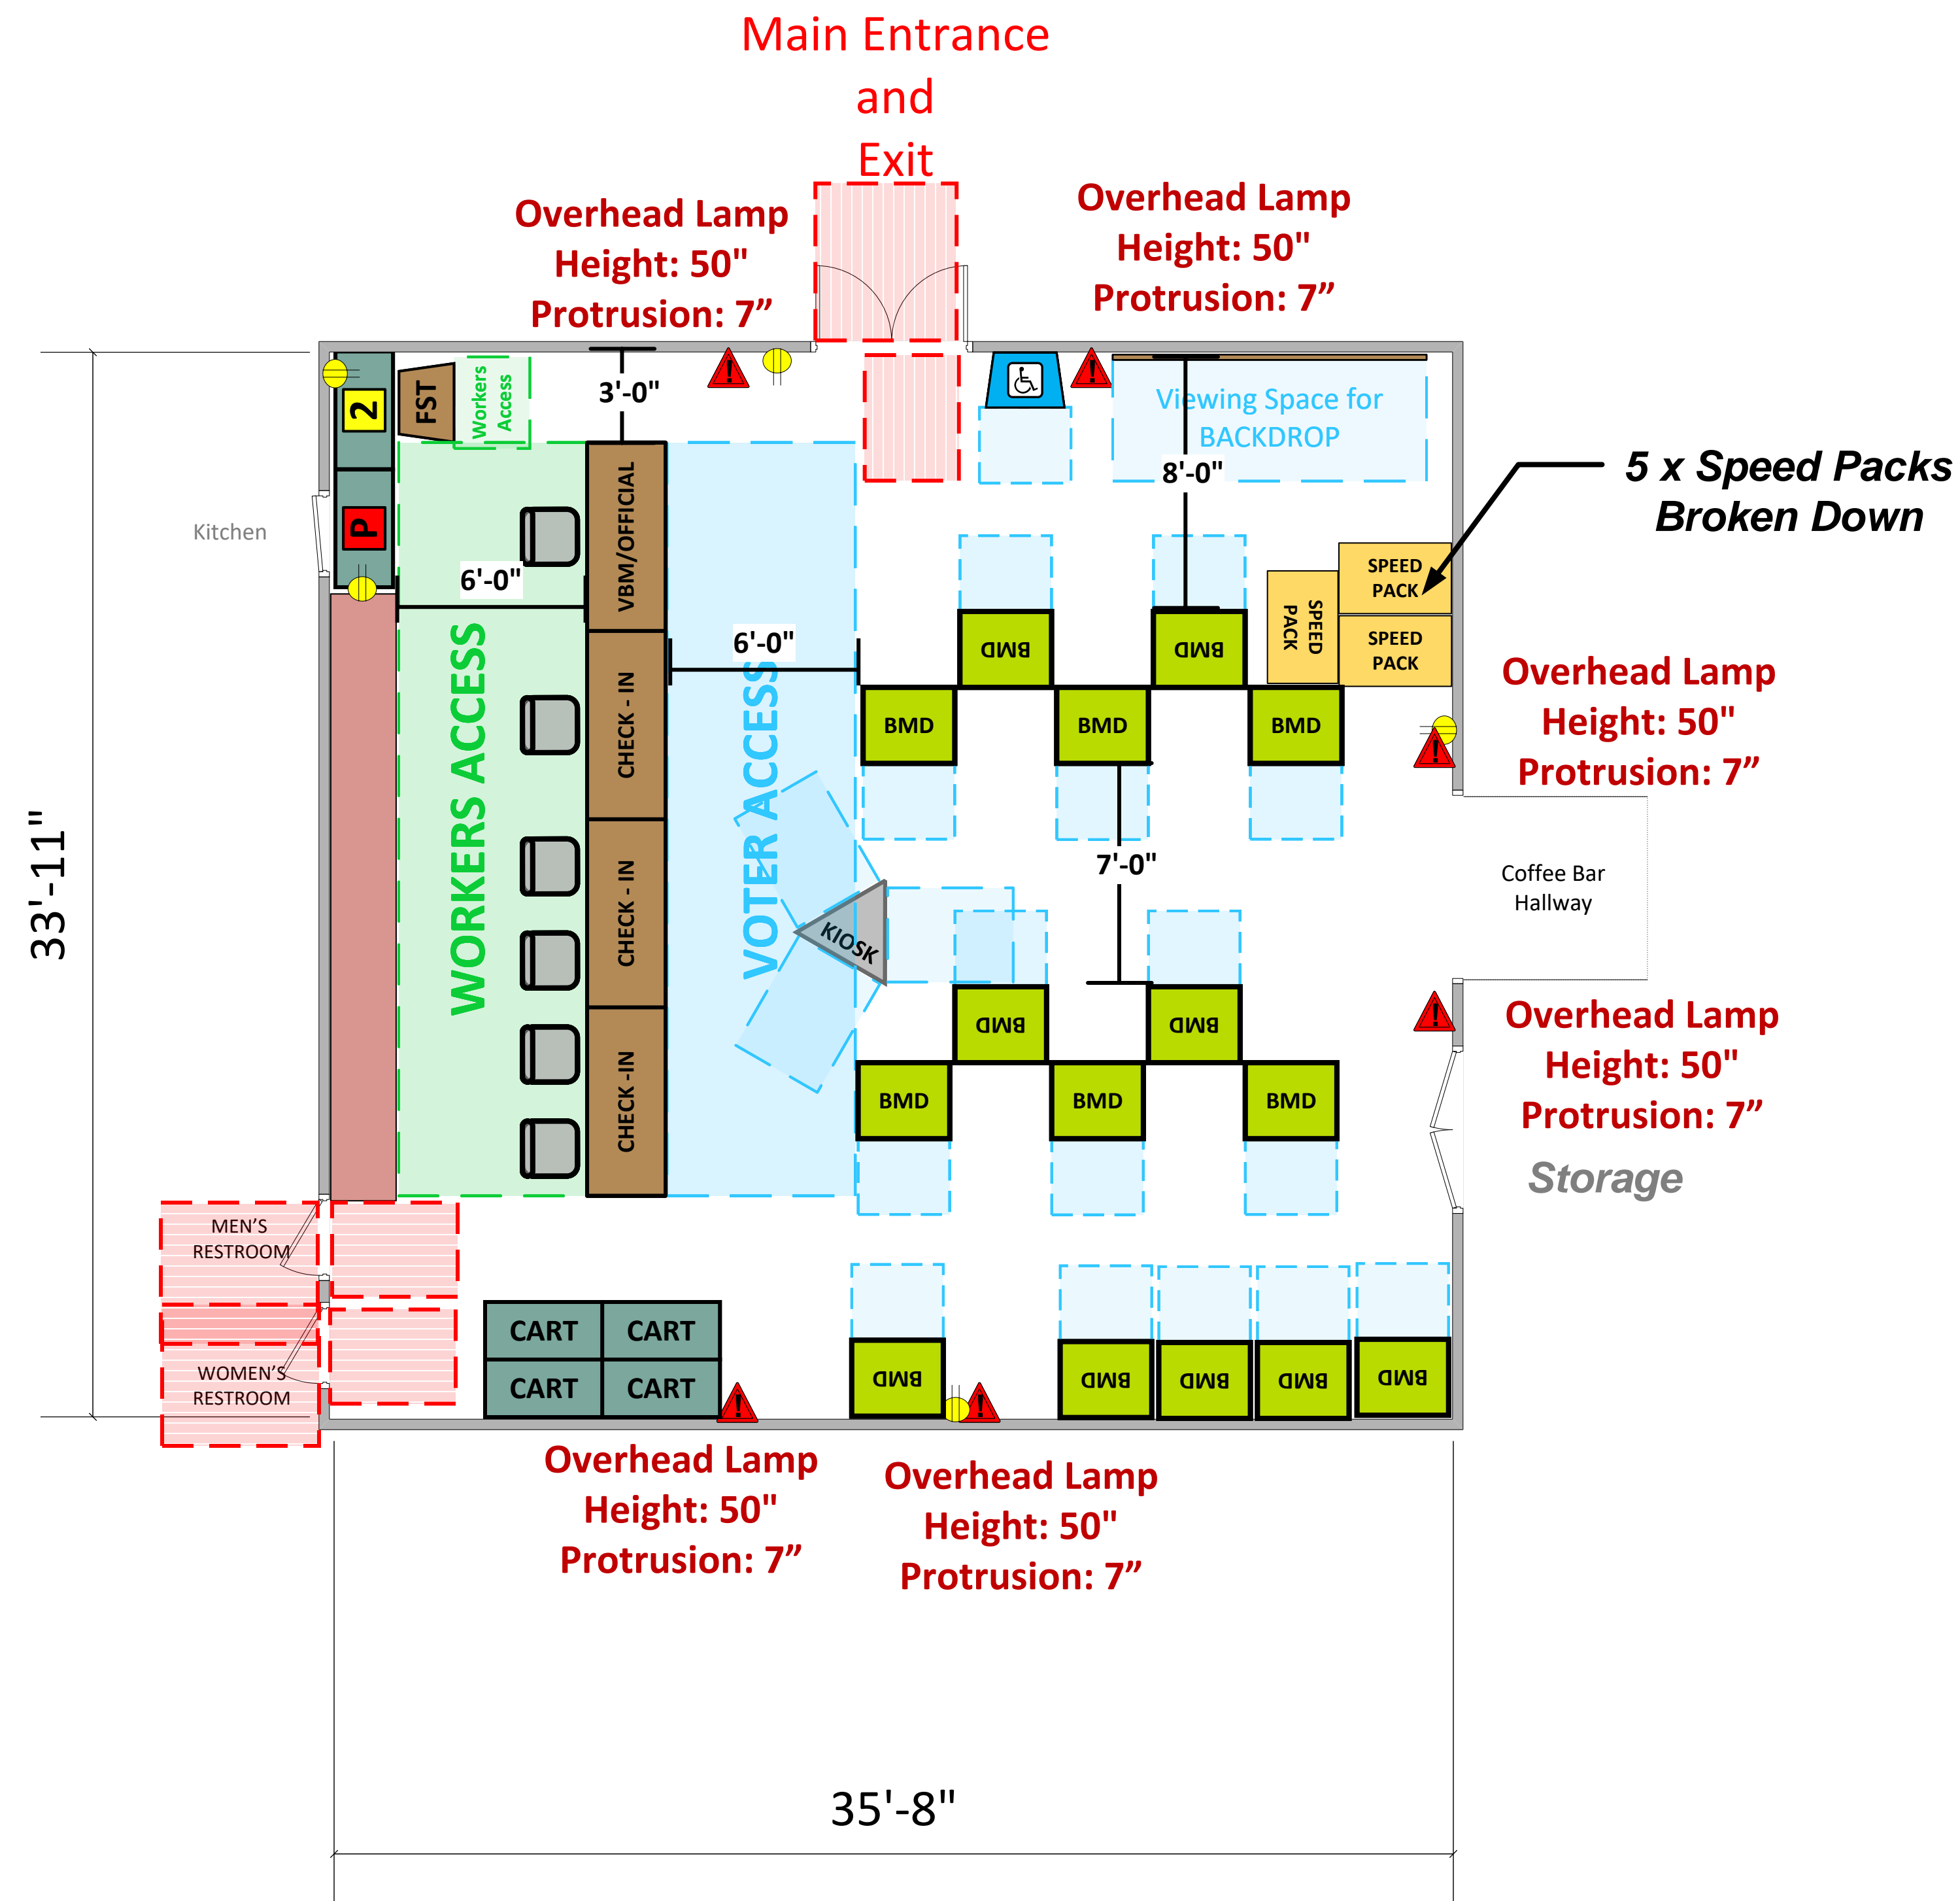 Main Entrance
and
Exit
Overhead Lamp
Height: 50"
Protrusion: 7”
Overhead Lamp
Height: 50"
Protrusion: 7”
2
FST
Workers
Access
3'-0"
Viewing Space for
BACKDROP
8'-0"
5 x Speed Packs
Broken Down
Kitchen
P
6'-0"
VBM/OFFICIAL
SPEED
PACK
SPEED
PACK
SPEED
PACK
WORKERS ACCESS
CHECK - IN
6'-0"
VOTER ACCESS
BMD
BMD
BMD
BMD
BMD
Overhead Lamp
Height: 50"
Protrusion: 7”
33'-11"
CHECK - IN
7'-0"
KIOSK
Coffee Bar
Hallway
BMD
BMD
CHECK -IN
BMD
BMD
BMD
Overhead Lamp
Height: 50"
Protrusion: 7”
Storage
MEN’S
RESTROOM
WOMEN’S
RESTROOM
CART
CART
CART
CART
BMD
BMD
BMD
BMD
BMD
Overhead Lamp
Height: 50"
Protrusion: 7”
Overhead Lamp
Height: 50"
Protrusion: 7”
35'-8"